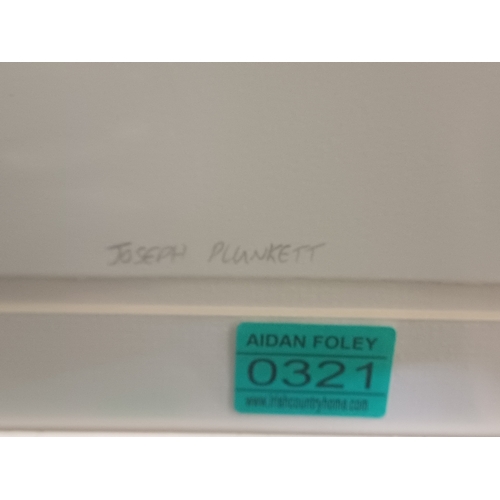 JOSEPH PLUNKETT
AIDAN FOLEY
0321
www.irishcountryhome.com